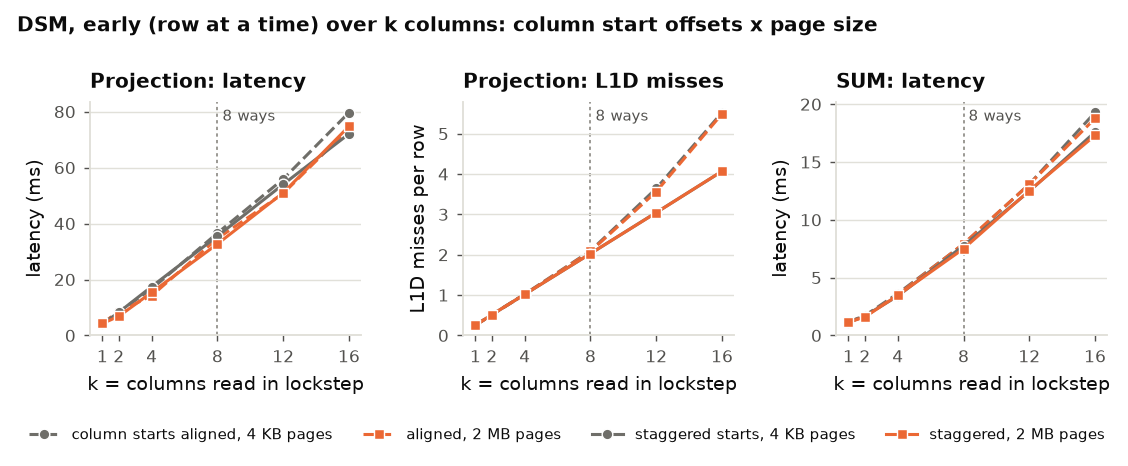 DSM, early (row at a time) over k columns: column start offsets x page size
Projection: latency
latency (ms)
80
60
40
20
0
8 ways
1 2 4 8 12 16
k = columns read in lockstep
Projection: L1D misses
L1D misses per row
5
4
3
2
1
0
8 ways
1 2 4 8 12 16
k = columns read in lockstep
SUM: latency
latency (ms)
20
15
10
5
0
8 ways
1 2 4 8 12 16
k = columns read in lockstep
column starts aligned, 4 KB pages
aligned, 2 MB pages
staggered starts, 4 KB pages
staggered, 2 MB pages